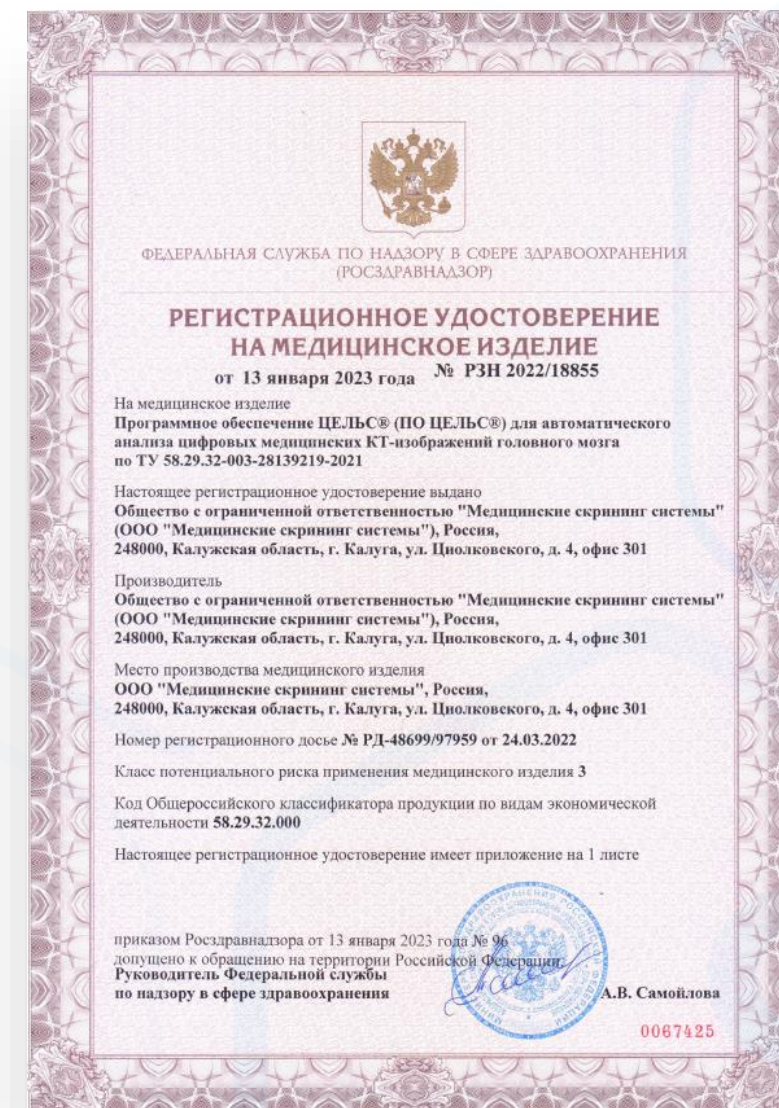 ФЕДЕРАЛЬНАЯ СЛУЖБА ПО НАДЗОРУ В СФЕРЕ ЗДРАВООХРАНЕНИЯ
(РОСЗДРАВНАДЗОР)
РЕГИСТРАЦИОННОЕ УДОСТОВЕРЕНИЕ
НА МЕДИЦИНСКОЕ ИЗДЕЛИЕ
от 13 января 2023 года № РЗН 2022/18855
На медицинское изделие
Программное обеспечение ЦЕЛЬС® (ПО ЦЕЛЬС®) для автоматического
анализа цифровых медицинских КТ-изображений головного мозга
по ТУ 58.29.32-003-28139219-2021
Настоящее регистрационное удостоверение выдано
Общество с ограниченной ответственностью "Медицинские скрининг системы"
(ООО "Медицинские скрининг системы"), Россия,
248000, Калужская область, г. Калуга, ул. Циолковского, д. 4, офис 301
Производитель
Общество с ограниченной ответственностью "Медицинские скрининг системы"
(ООО "Медицинские скрининг системы"), Россия,
248000, Калужская область, г. Калуга, ул. Циолковского, д. 4, офис 301
Место производства медицинского изделия
ООО "Медицинские скрининг системы", Россия,
248000, Калужская область, г. Калуга, ул. Циолковского, д. 4, офис 301
Номер регистрационного досье № РД-48699/97959 от 24.03.2022
Класс потенциального риска применения медицинского изделия 3
Код Общероссийского классификатора продукции по видам экономической
деятельности 58.29.32.000
Настоящее регистрационное удостоверение имеет приложение на 1 листе
приказом Росздравнадзора от 13 января 2023 года № 96
допущено к обращению на территории Российской Федерации.
Руководитель Федеральной службы
по надзору в сфере здравоохранения
А.В. Самойлова
0067425